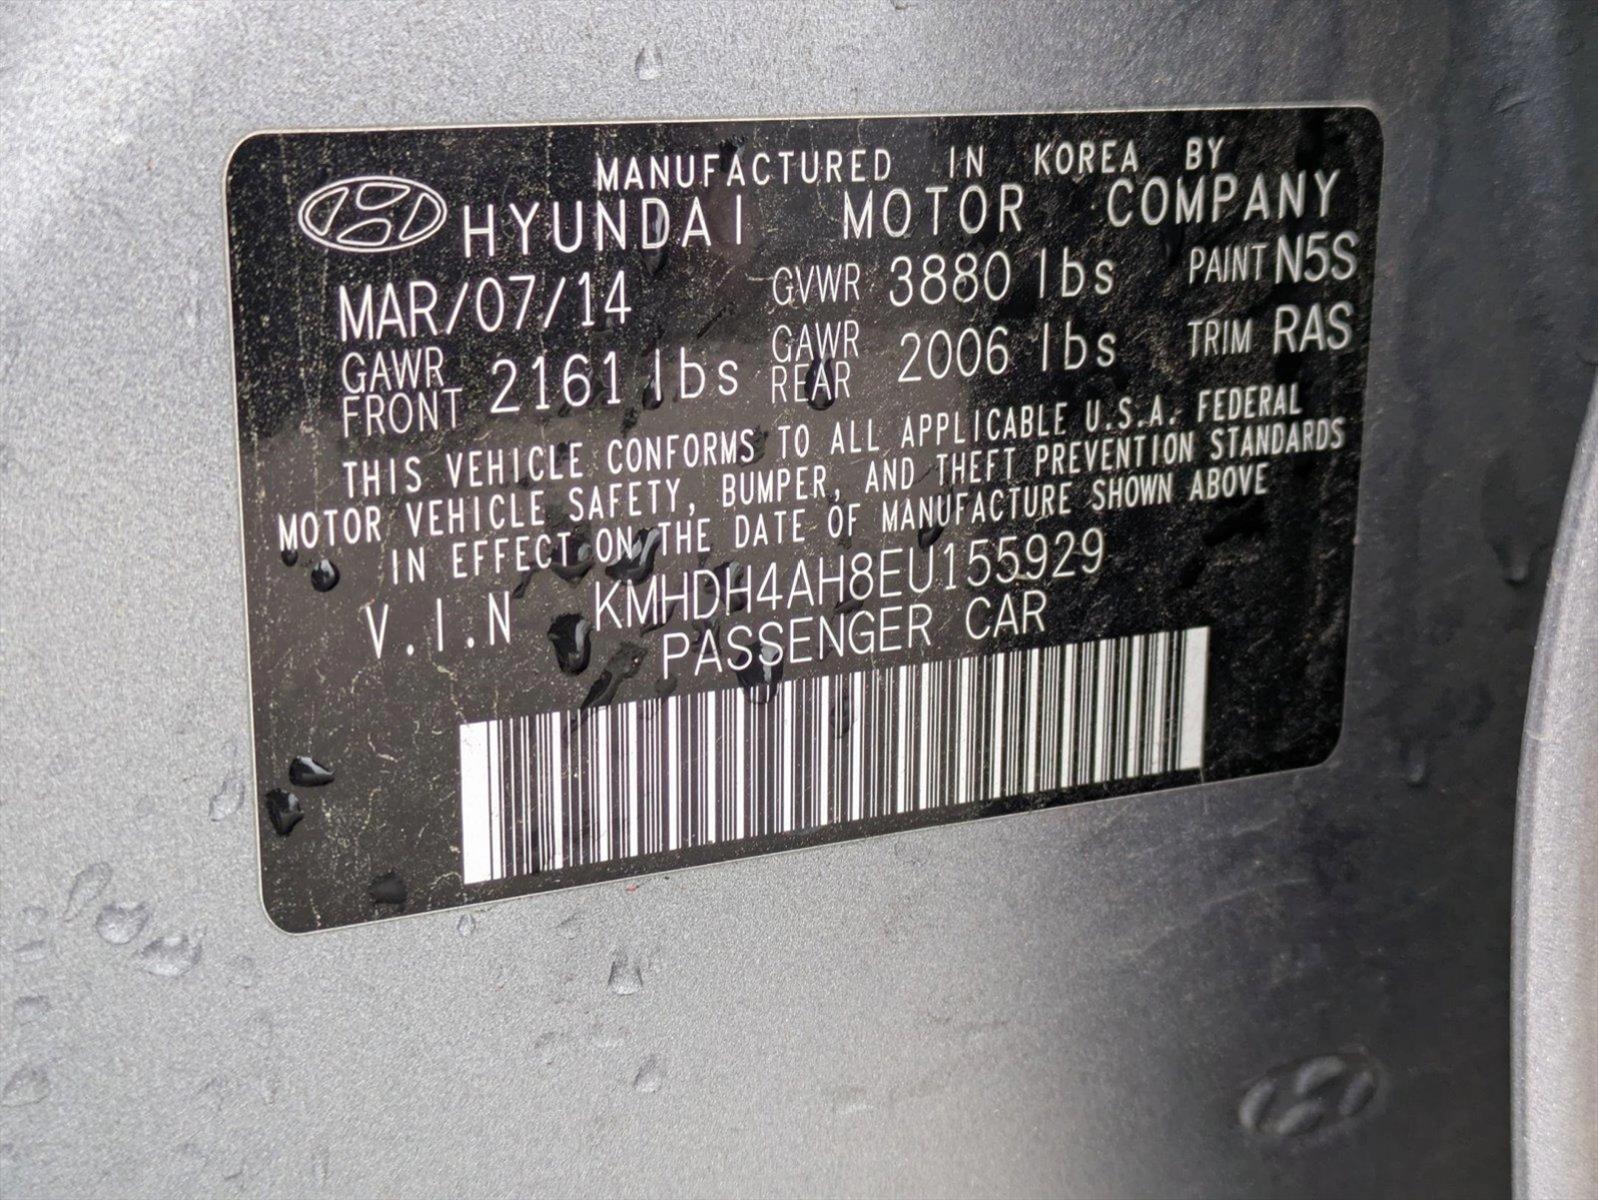 MANUFACTURED IN KOREA BY
HYUNDAI MOTOR COMPANY
MAR/07/14 GVWR 3880 lbs PAINT N5S
GAWR FRONT 2161 lbs GAWR REAR 2006 lbs TRIM RAS
THIS VEHICLE CONFORMS TO ALL APPLICABLE U.S.A. FEDERAL
MOTOR VEHICLE SAFETY, BUMPER, AND THEFT PREVENTION STANDARDS
IN EFFECT ON THE DATE OF MANUFACTURE SHOWN ABOVE
V.I.N KMHDH4AH8EU155929
PASSENGER CAR